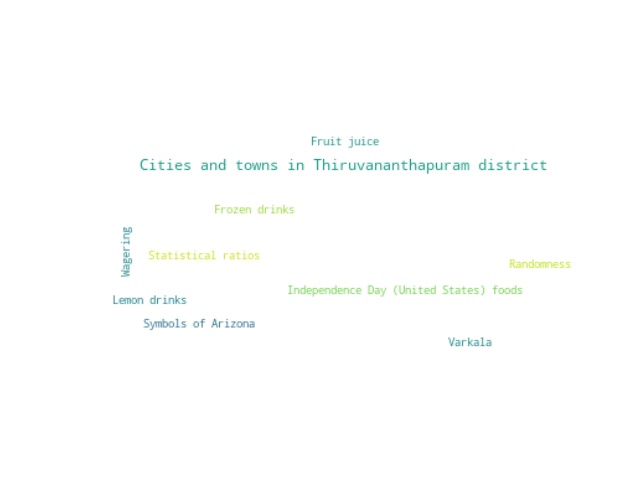 Fruit juice
Cities and towns in Thiruvananthapuram district
Frozen drinks
Wagering
Statistical ratios
Randomness
Independence Day (United States) foods
Lemon drinks
Symbols of Arizona
Varkala